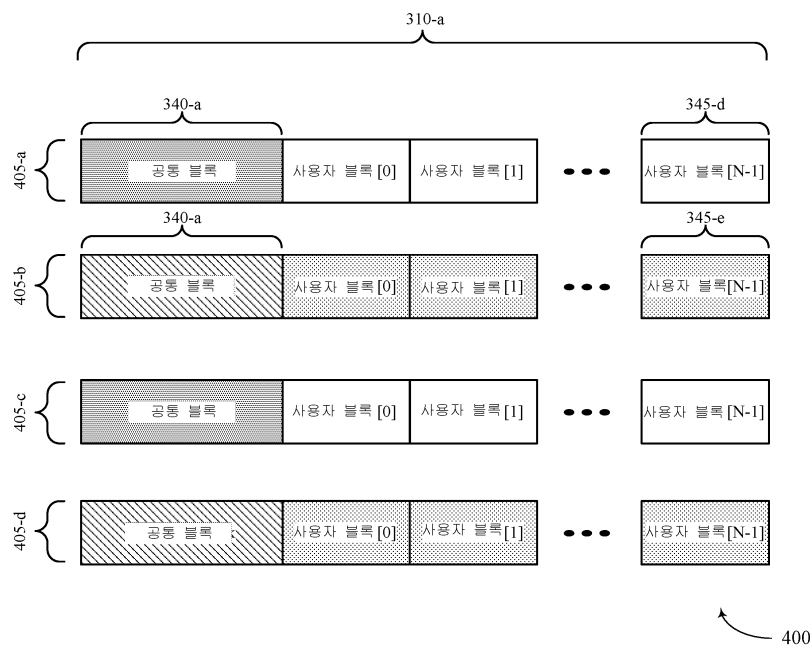 310-a
340-a 345-d
405-a 공통 블록 사용자 블록[0] 사용자 블록[1] 사용자 블록[N-1]
340-a 345-e
405-b 공통 블록 사용자 블록[0] 사용자 블록[1] 사용자 블록[N-1]
405-c 공통 블록 사용자 블록[0] 사용자 블록[1] 사용자 블록[N-1]
405-d 공통 블록 사용자 블록[0] 사용자 블록[1] 사용자 블록[N-1]
400